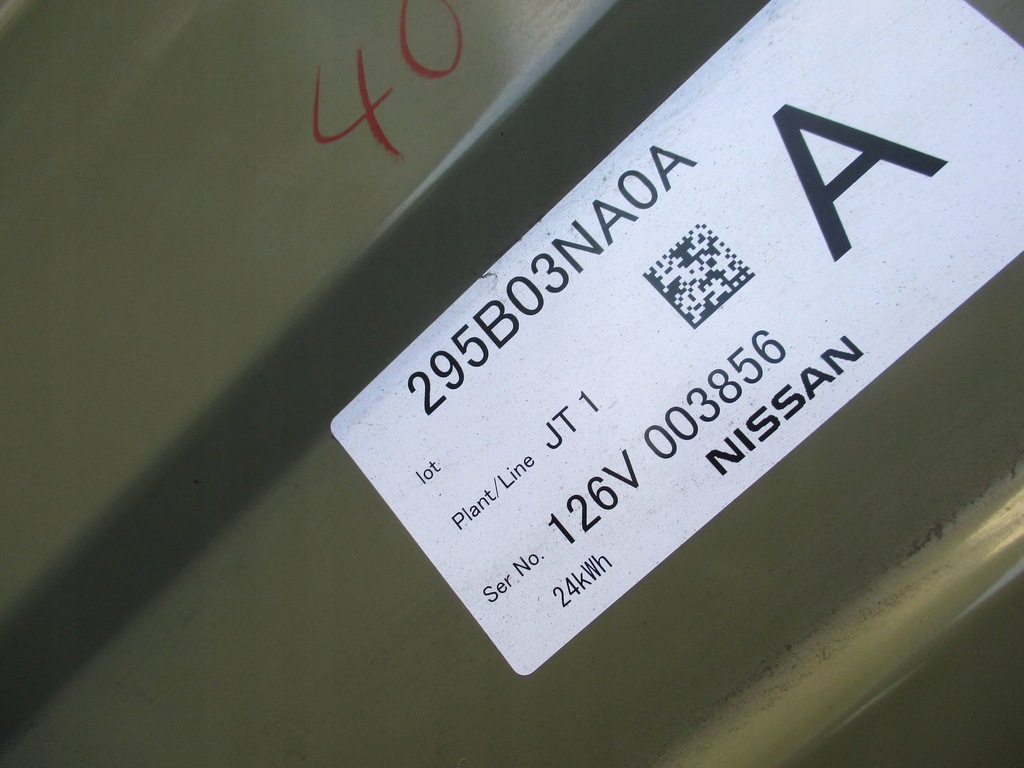 40
295B03NA0A
A
lot
Plant/Line JT 1
Ser No. 126V 003856
24kWh
NISSAN